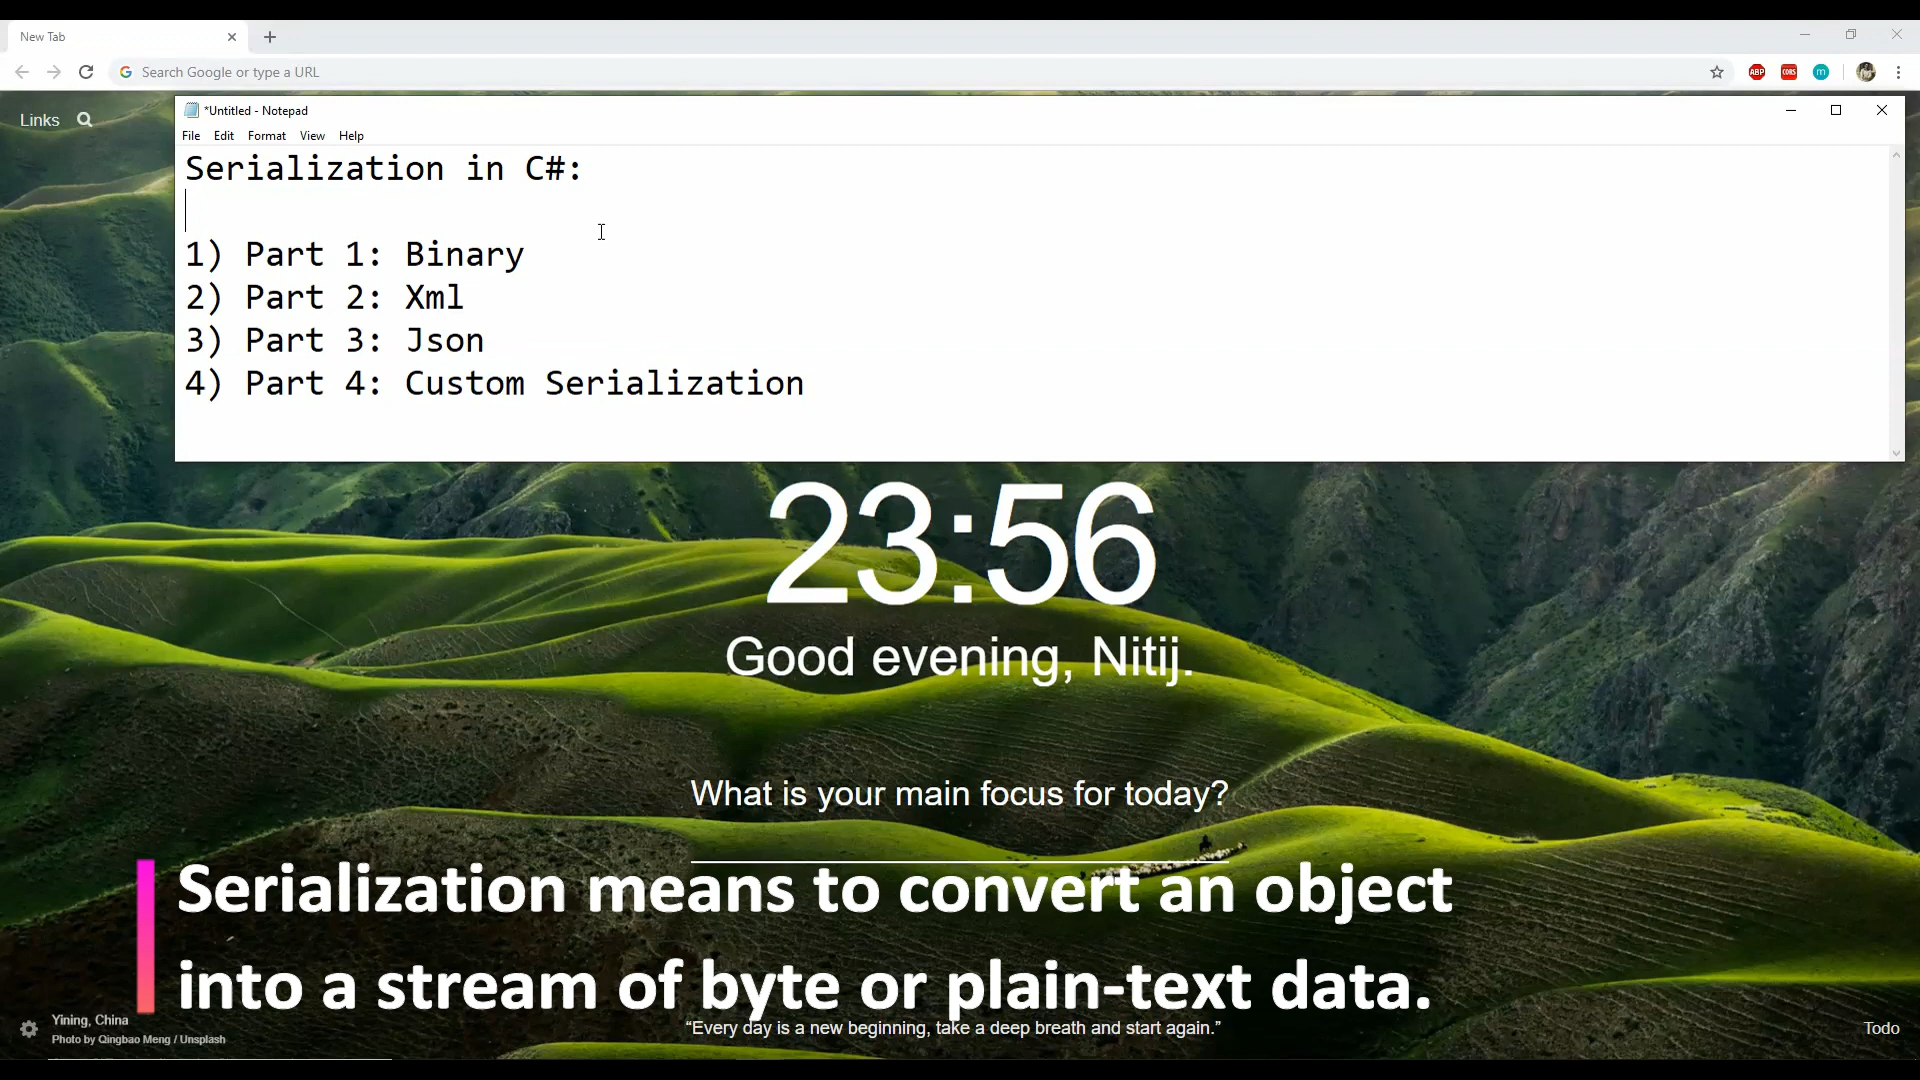 New Tab
Search Google or type a URL
ABP
CORS
m
Links
*Untitled - Notepad
File Edit Format View Help
Serialization in C#:
1) Part 1: Binary
2) Part 2: Xml
3) Part 3: Json
4) Part 4: Custom Serialization
23:56
Good evening, Nitij.
What is your main focus for today?
Serialization means to convert an object
into a stream of byte or plain-text data.
Yining, China
Photo by Qingbao Meng / Unsplash
“Every day is a new beginning, take a deep breath and start again.”
Todo